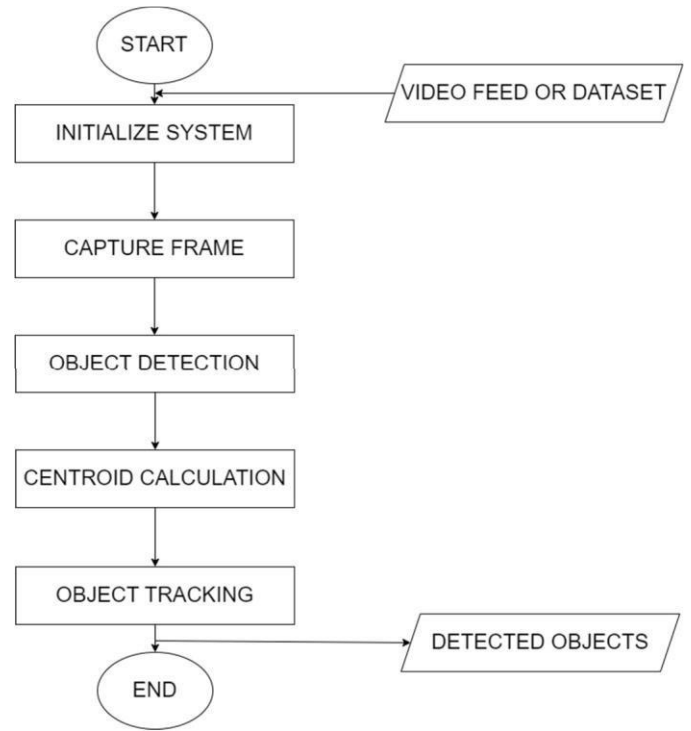 START
VIDEO FEED OR DATASET
INITIALIZE SYSTEM
CAPTURE FRAME
OBJECT DETECTION
CENTROID CALCULATION
OBJECT TRACKING
DETECTED OBJECTS
END